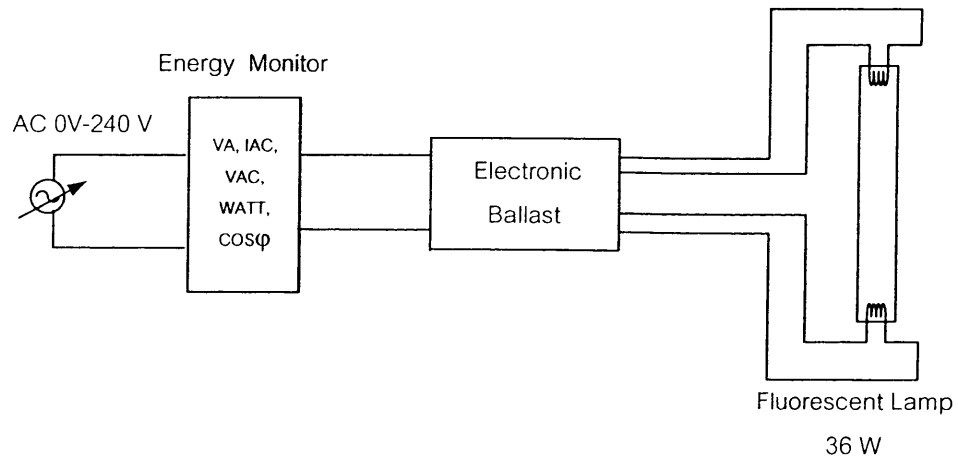 Energy Monitor
AC 0V-240 V
VA, IAC,
VAC,
WATT,
COSφ
Electronic
Ballast
Fluorescent Lamp
36 W